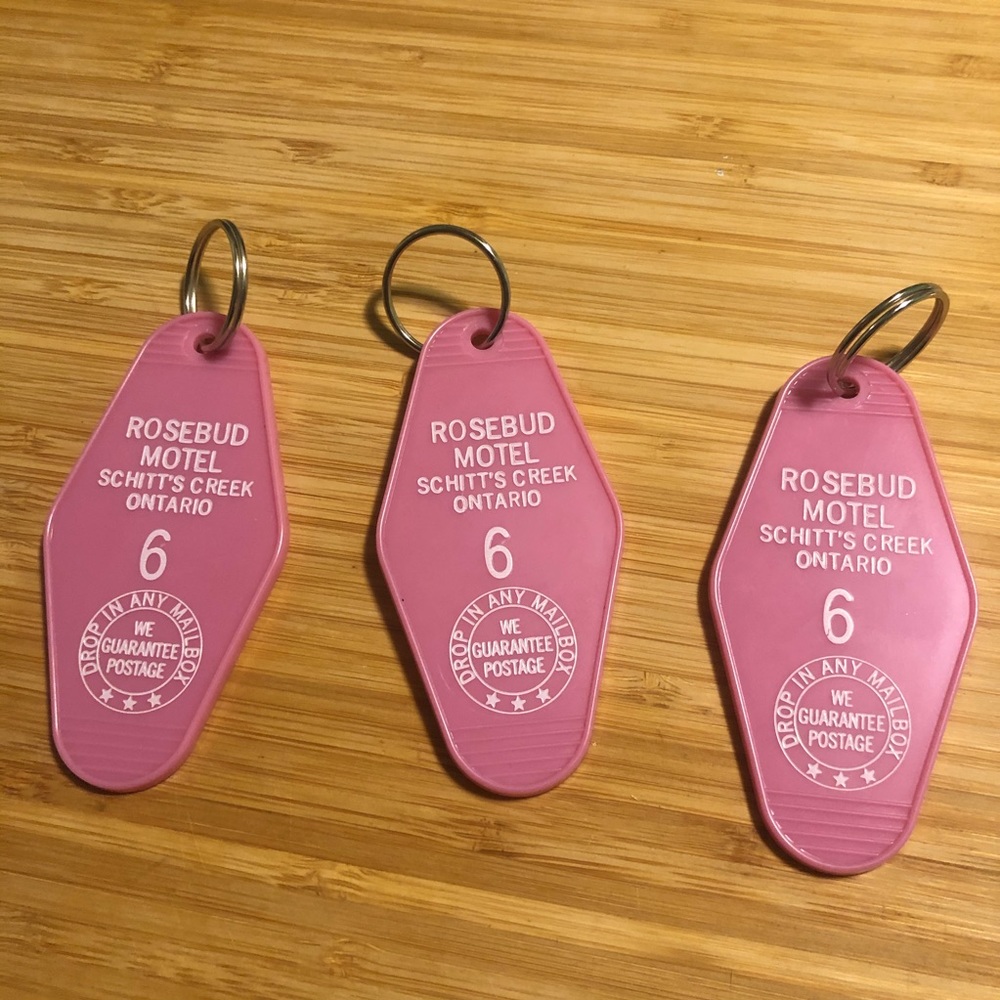 ROSEBUD
MOTEL
SCHITT'S CREEK
ONTARIO
6
DROP IN ANY MAILBOX
WE
GUARANTEE
POSTAGE
ROSEBUD
MOTEL
SCHITT'S CREEK
ONTARIO
6
DROP IN ANY MAILBOX
WE
GUARANTEE
POSTAGE
ROSEBUD
MOTEL
SCHITT'S CREEK
ONTARIO
6
DROP IN ANY MAILBOX
WE
GUARANTEE
POSTAGE